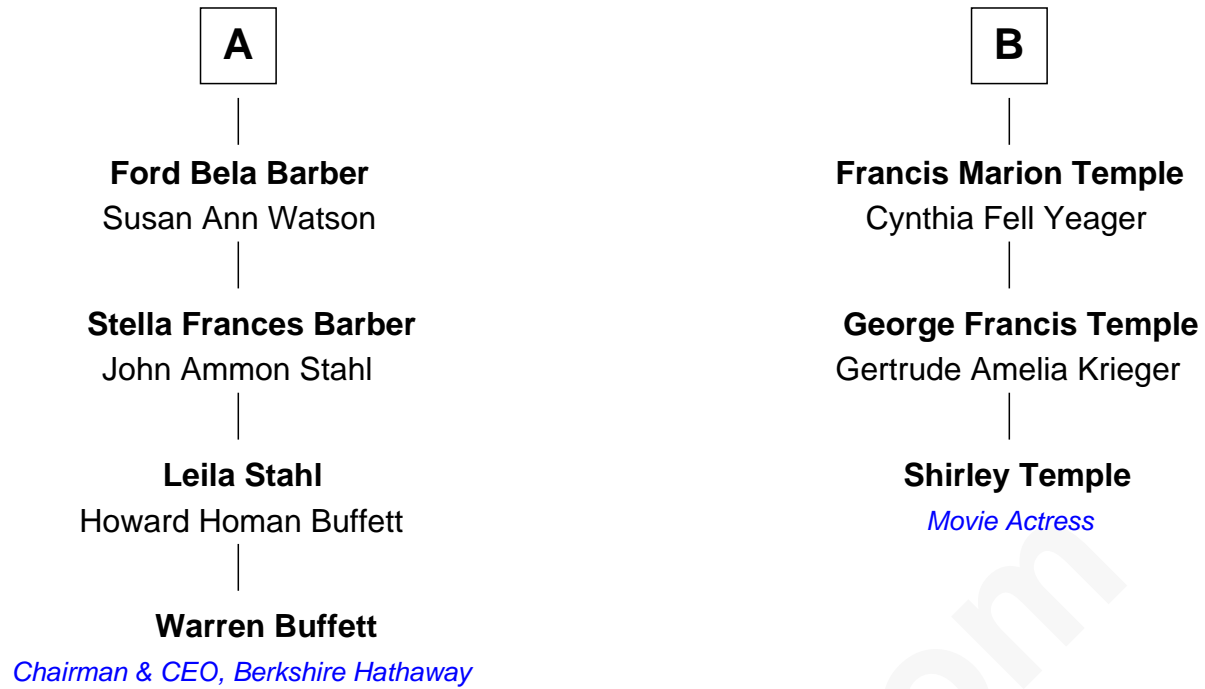 A
Ford Bela Barber
Susan Ann Watson
Stella Frances Barber
John Ammon Stahl
Leila Stahl
Howard Homan Buffett
Warren Buffett
Chairman & CEO, Berkshire Hathaway
B
Francis Marion Temple
Cynthia Fell Yeager
George Francis Temple
Gertrude Amelia Krieger
Shirley Temple
Movie Actress
om